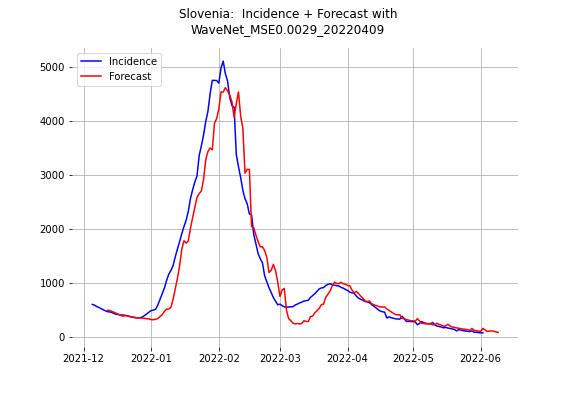 Slovenia:  Incidence + Forecast with
WaveNet_MSE0.0029_20220409
Incidence
Forecast
5000
4000
3000
2000
1000
0
2021-12 2022-01 2022-02 2022-03 2022-04 2022-05 2022-06